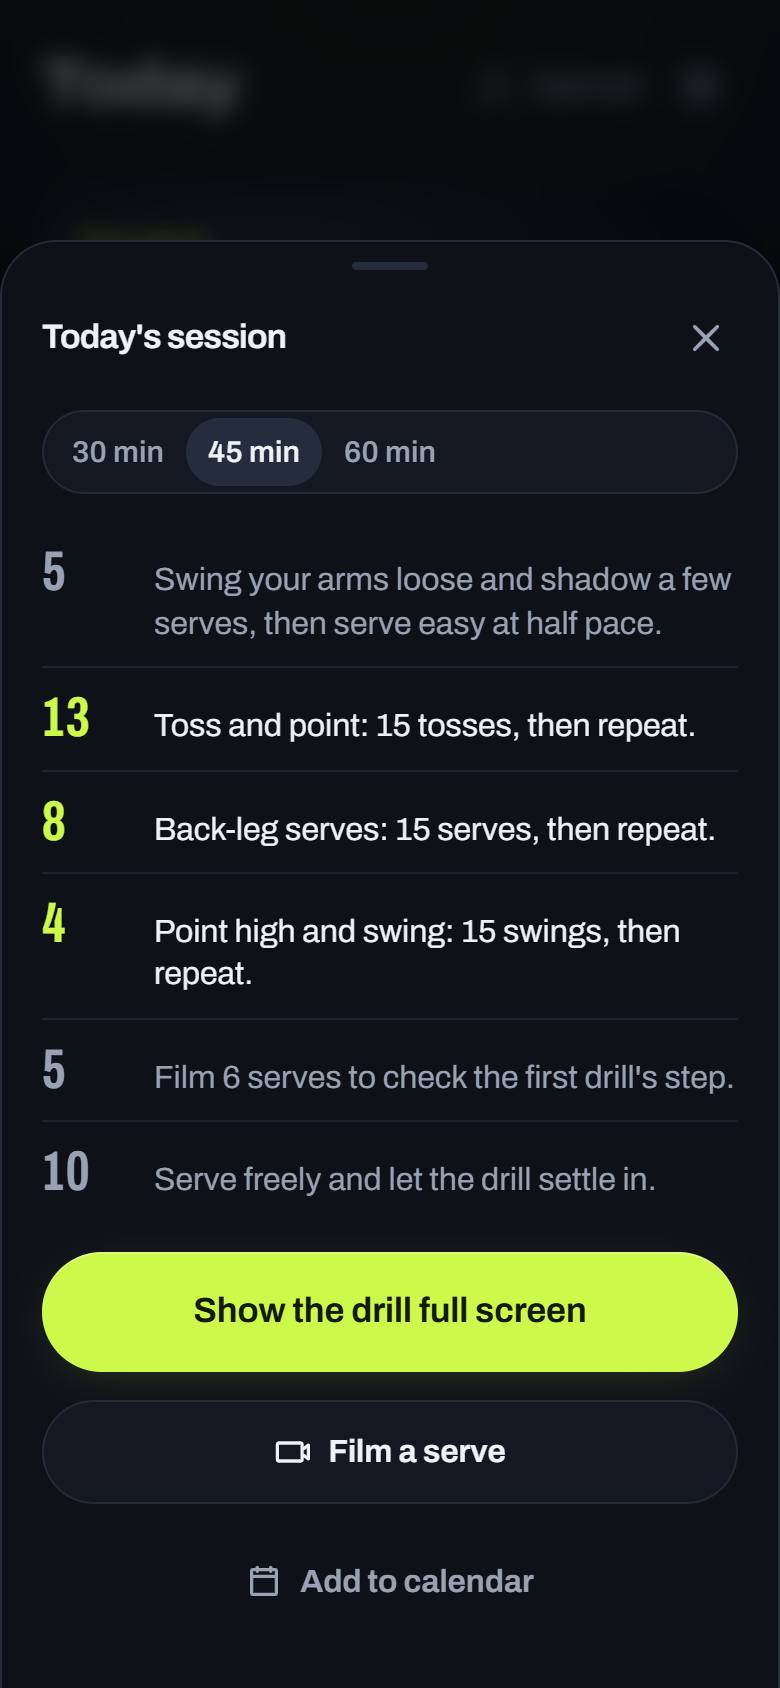 Today
Today's session
30 min 45 min 60 min
5 Swing your arms loose and shadow a few
serves, then serve easy at half pace.
13 Toss and point: 15 tosses, then repeat.
8 Back-leg serves: 15 serves, then repeat.
4 Point high and swing: 15 swings, then
repeat.
5 Film 6 serves to check the first drill's step.
10 Serve freely and let the drill settle in.
Show the drill full screen
Film a serve
Add to calendar